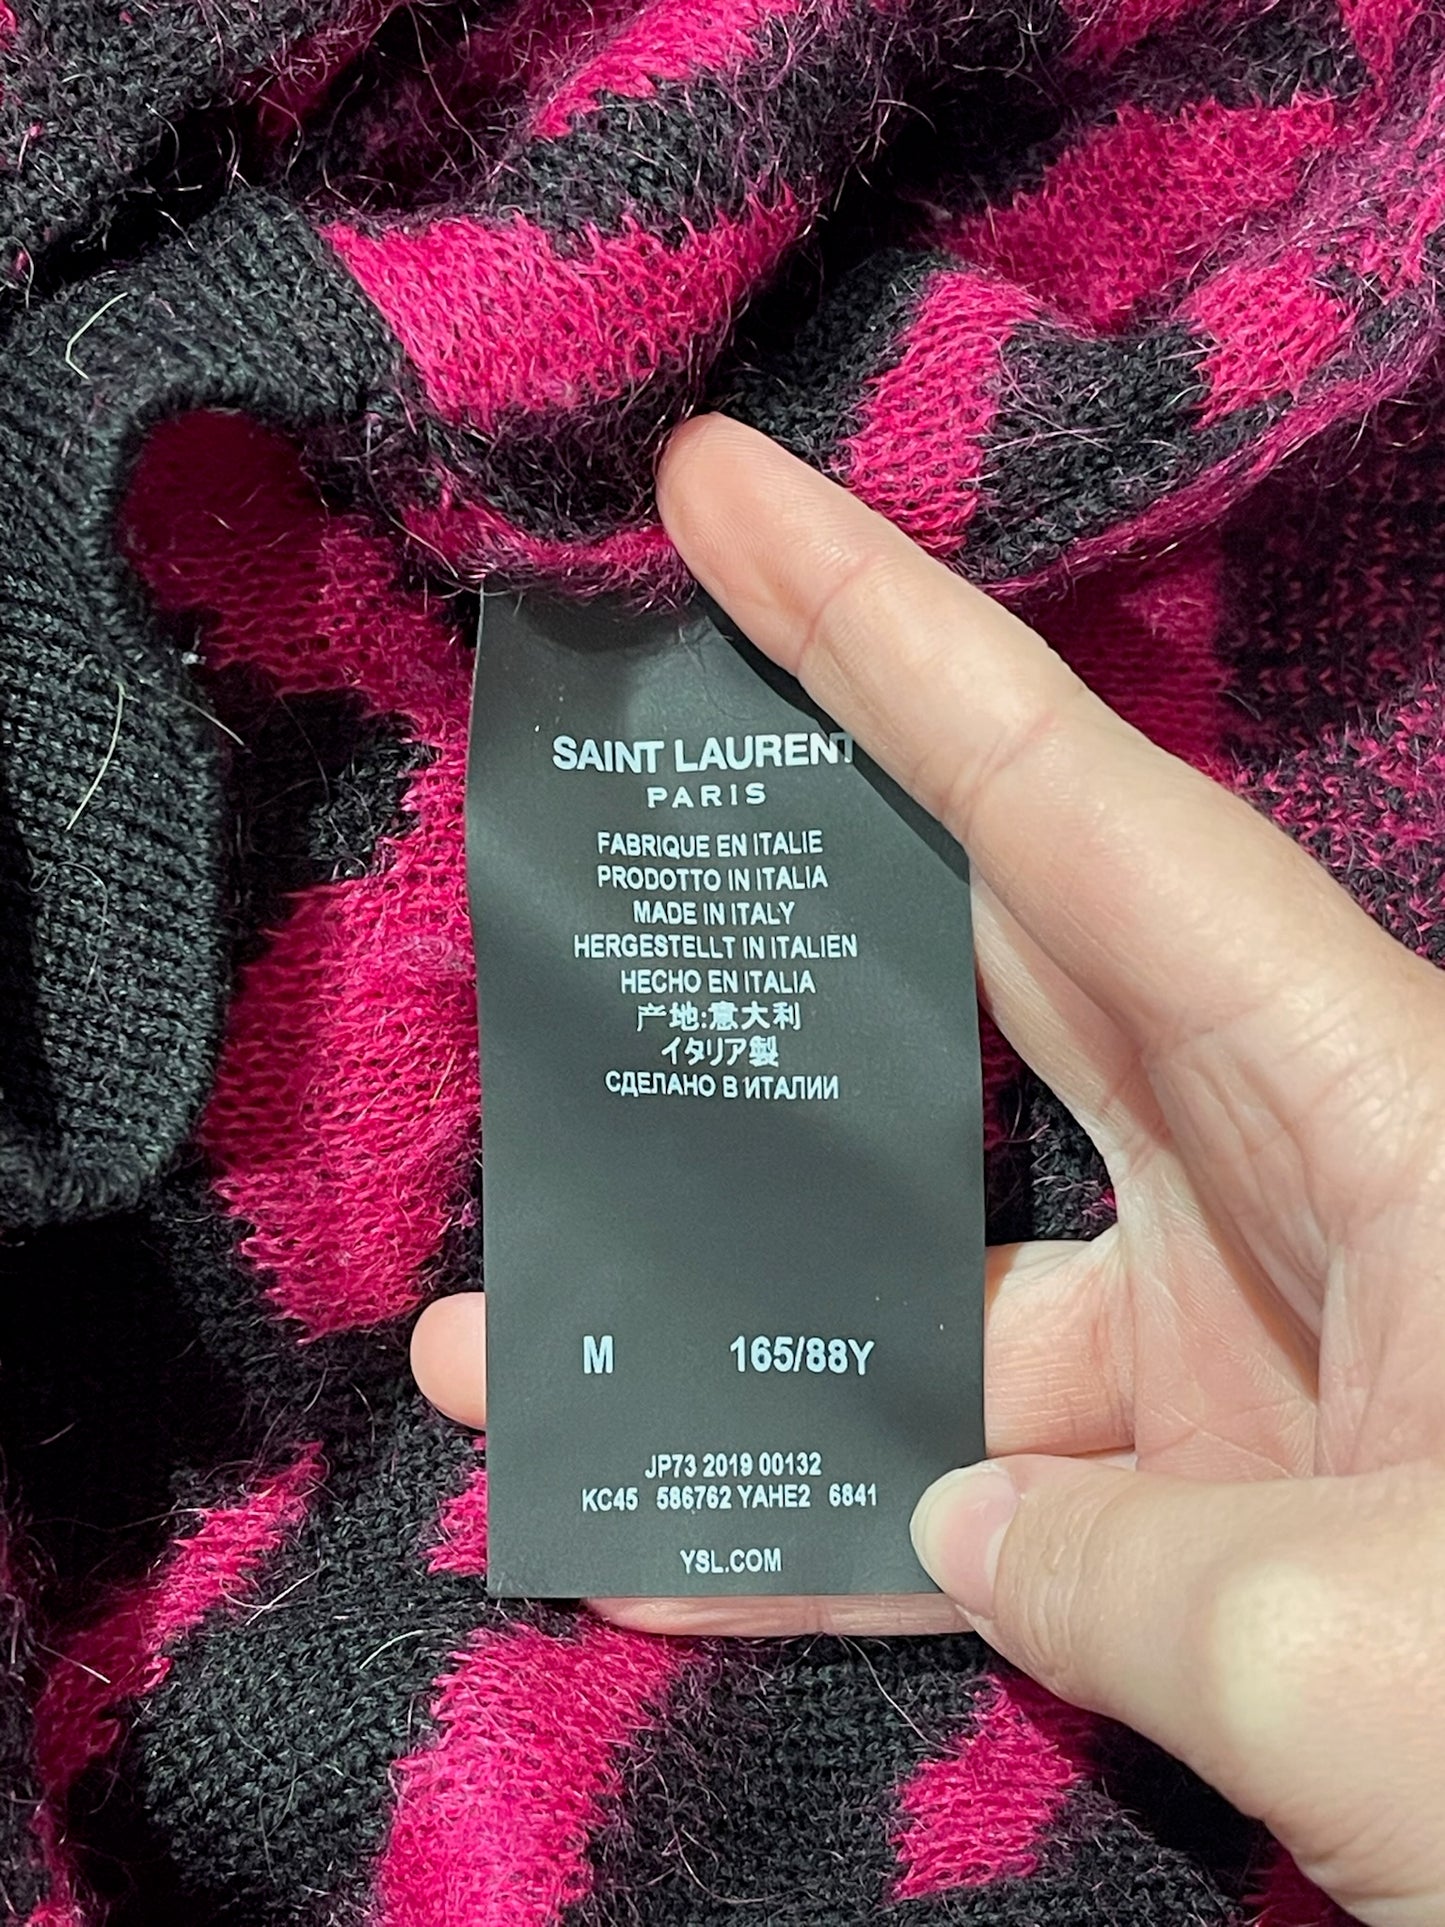 SAINT LAURENT
PARIS
FABRIQUE EN ITALIE
PRODOTTO IN ITALIA
MADE IN ITALY
HERGESTELLT IN ITALIEN
HECHO EN ITALIA
产地:意大利
イタリア製
СДЕЛАНО В ИТАЛИИ
M 165/88Y
JP73 2019 00132
KC45 586762 YAHE2 6841
YSL.COM